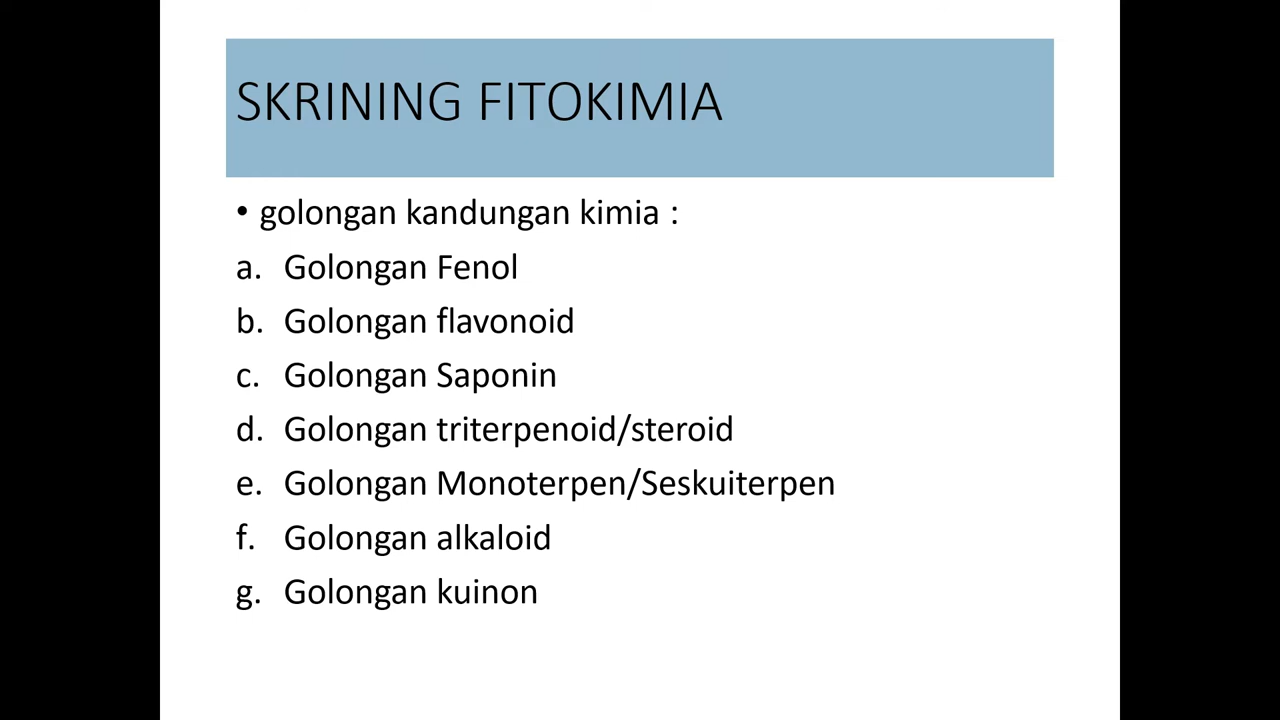 SKRINING FITOKIMIA
• golongan kandungan kimia :
a. Golongan Fenol
b. Golongan flavonoid
c. Golongan Saponin
d. Golongan triterpenoid/steroid
e. Golongan Monoterpen/Seskuiterpen
f. Golongan alkaloid
g. Golongan kuinon